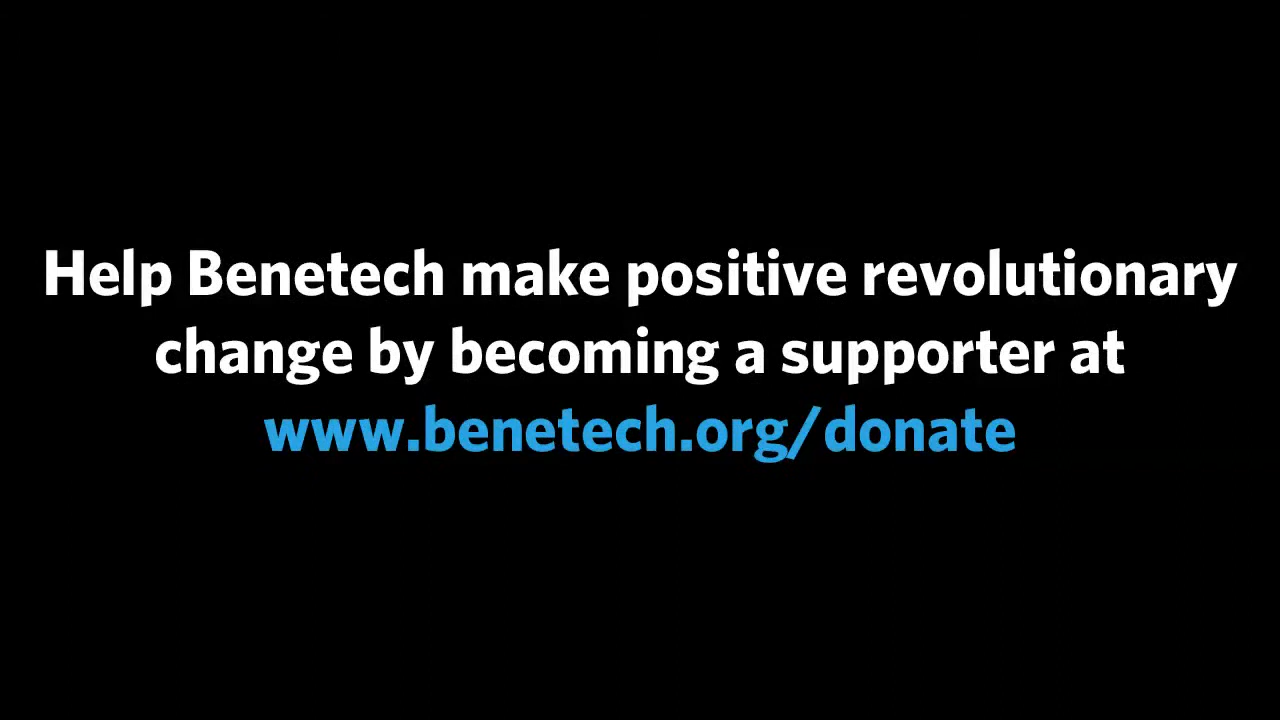 Help Benetech make positive revolutionary
change by becoming a supporter at
www.benetech.org/donate